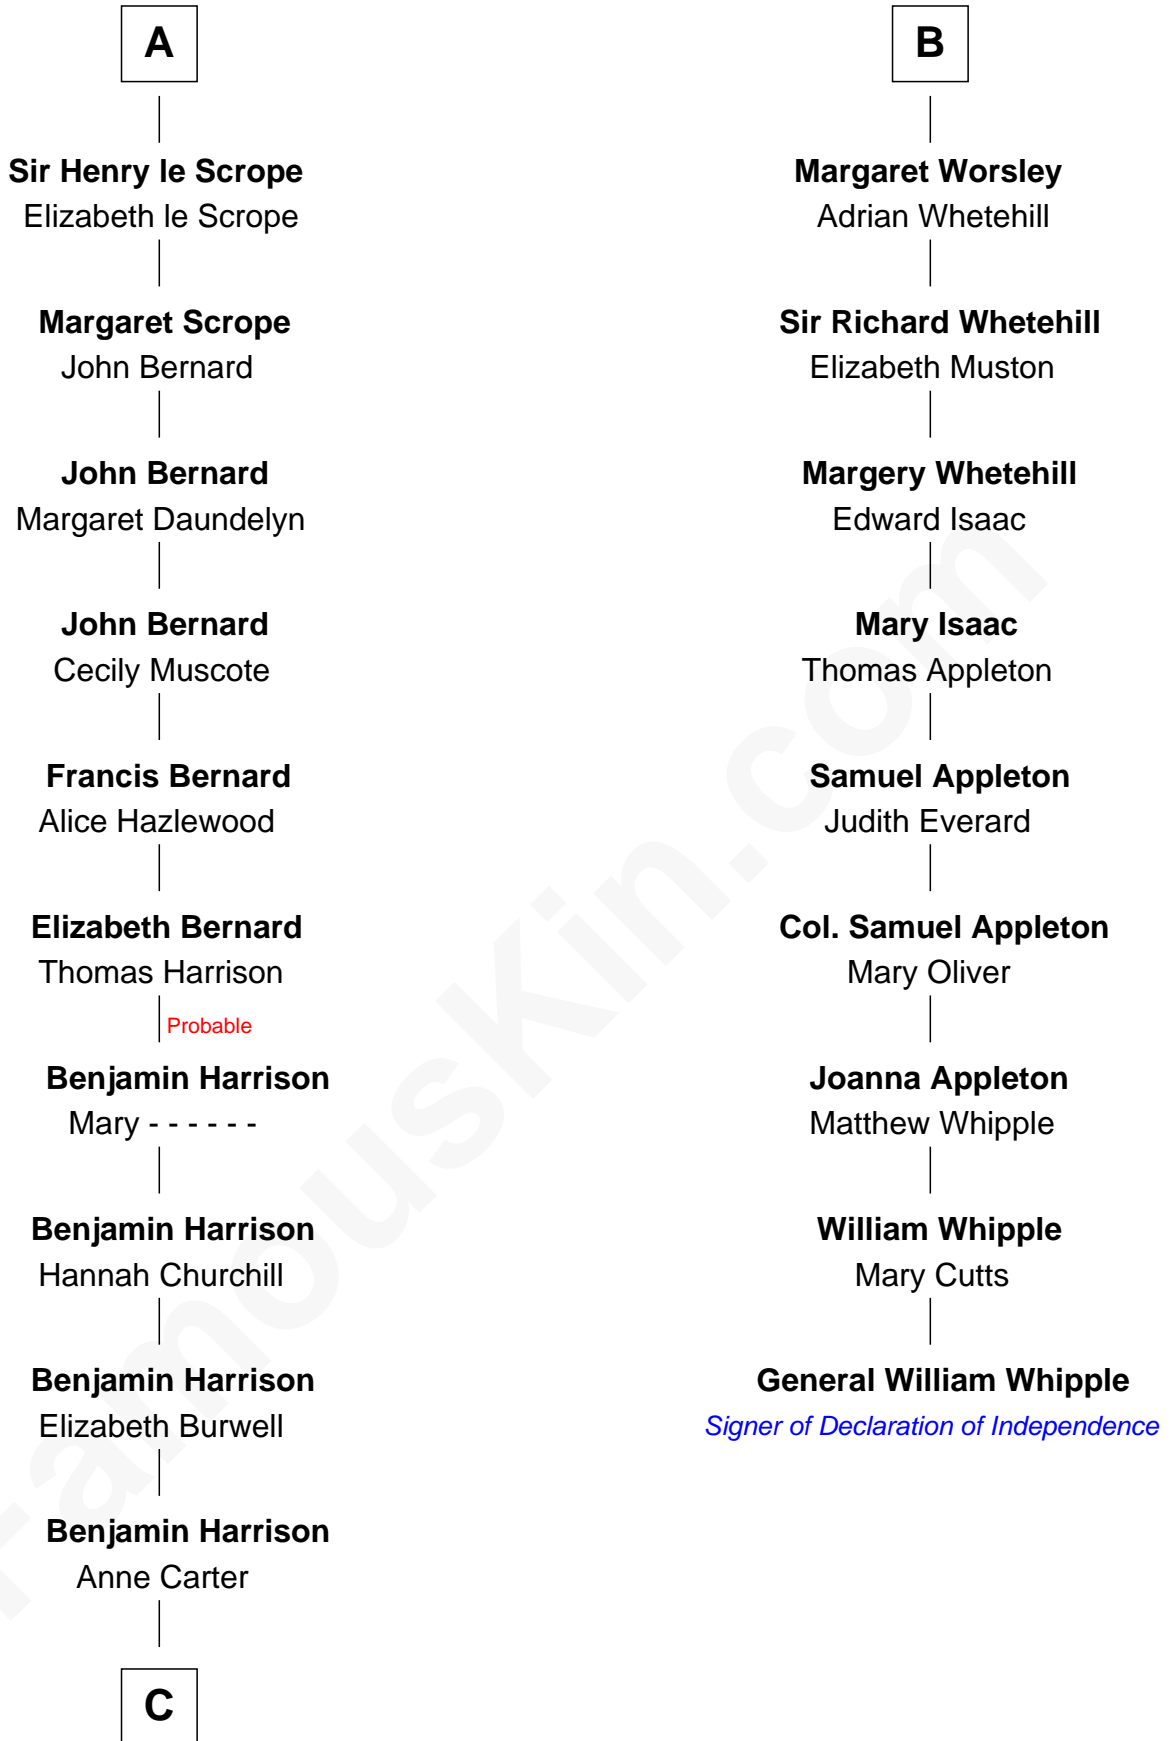 A
Sir Henry le Scrope
Elizabeth le Scrope
Margaret Scrope
John Bernard
John Bernard
Margaret Daundelyn
John Bernard
Cecily Muscote
Francis Bernard
Alice Hazlewood
Elizabeth Bernard
Thomas Harrison
Probable
Benjamin Harrison
Mary - - - - - -
Benjamin Harrison
Hannah Churchill
Benjamin Harrison
Elizabeth Burwell
Benjamin Harrison
Anne Carter
C
B
Margaret Worsley
Adrian Whetehill
Sir Richard Whetehill
Elizabeth Muston
Margery Whetehill
Edward Isaac
Mary Isaac
Thomas Appleton
Samuel Appleton
Judith Everard
Col. Samuel Appleton
Mary Oliver
Joanna Appleton
Matthew Whipple
William Whipple
Mary Cutts
General William Whipple
Signer of Declaration of Independence
FamousKin.com